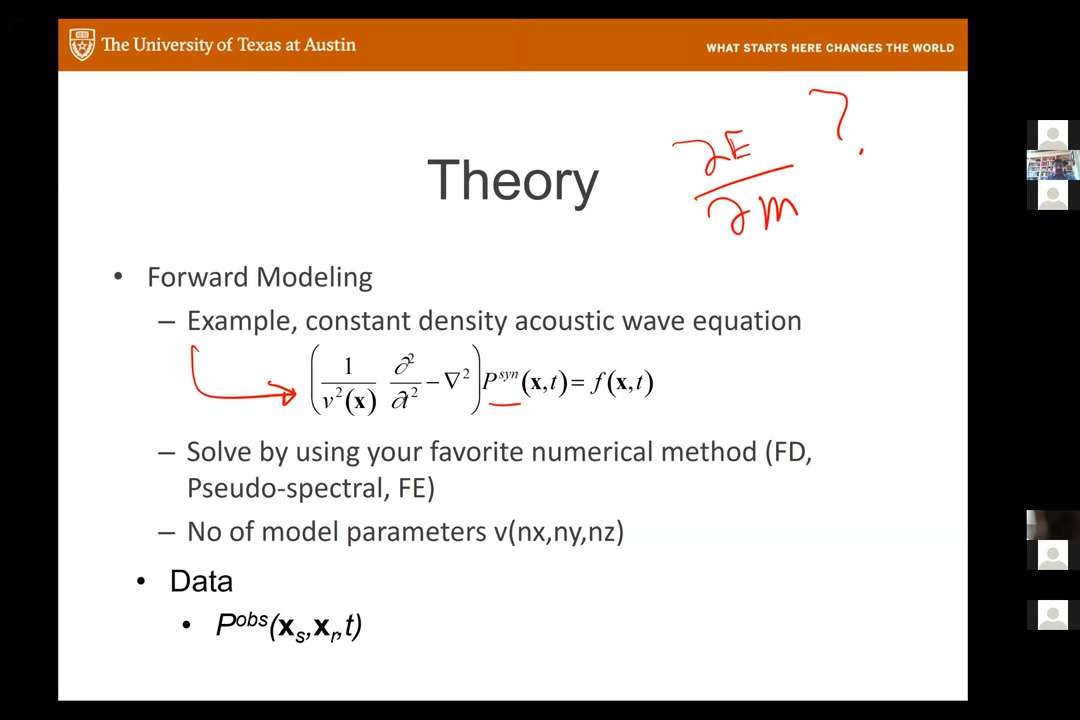 The University of Texas at Austin
WHAT STARTS HERE CHANGES THE WORLD
∂E/∂m ?
Theory
• Forward Modeling
– Example, constant density acoustic wave equation
(1/v²(x) ∂²/∂t² − ∇²) P^syn (x,t) = f(x,t)
– Solve by using your favorite numerical method (FD,
Pseudo-spectral, FE)
– No of model parameters v(nx,ny,nz)
• Data
• P^obs(x_s,x_r,t)